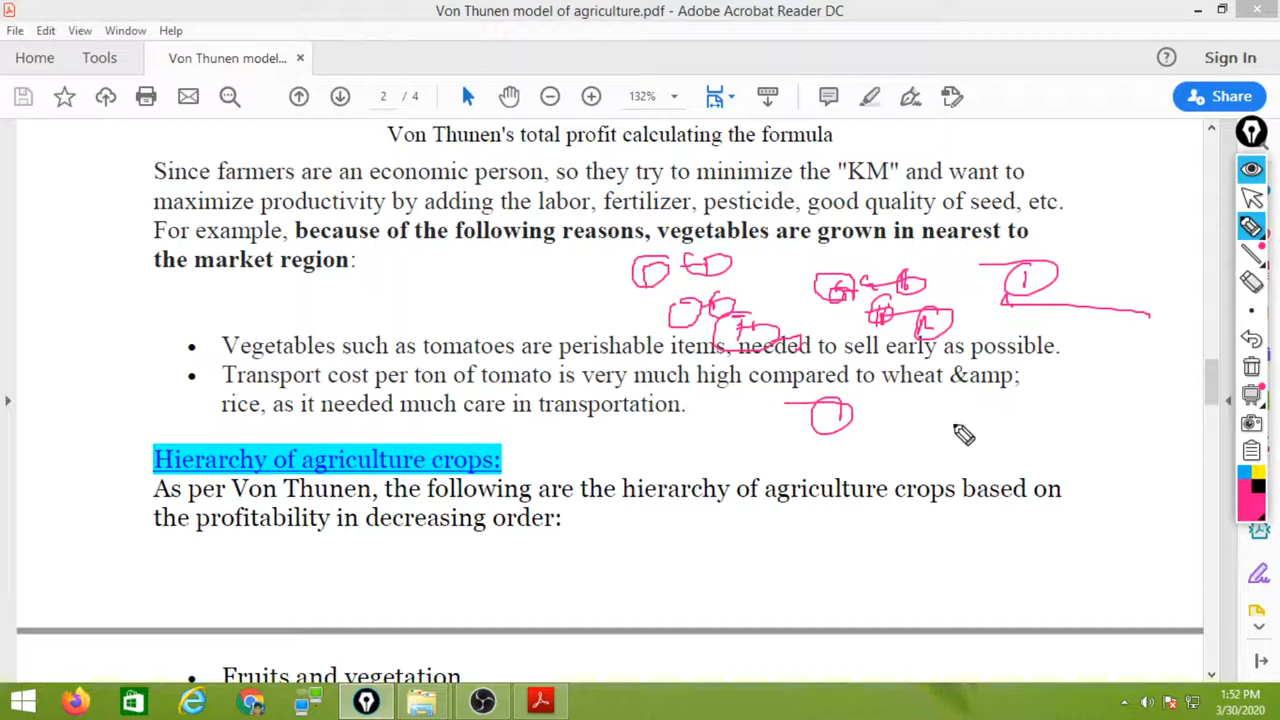 Von Thunen model of agriculture.pdf - Adobe Acrobat Reader DC
File Edit View Window Help
Home Tools Von Thunen model... × Sign In
2 / 4 132% Share
Von Thunen's total profit calculating the formula
Since farmers are an economic person, so they try to minimize the "KM" and want to
maximize productivity by adding the labor, fertilizer, pesticide, good quality of seed, etc.
For example, because of the following reasons, vegetables are grown in nearest to
the market region:
• Vegetables such as tomatoes are perishable items, needed to sell early as possible.
• Transport cost per ton of tomato is very much high compared to wheat &amp;
rice, as it needed much care in transportation.
Hierarchy of agriculture crops:
As per Von Thunen, the following are the hierarchy of agriculture crops based on
the profitability in decreasing order:
• Fruits and vegetation
1:52 PM
3/30/2020